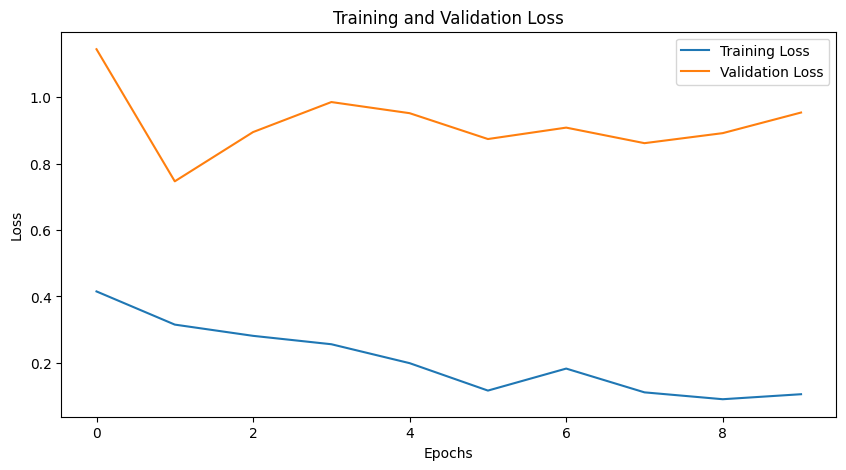 Training and Validation Loss
Training Loss
Validation Loss
1.0
0.8
0.6
0.4
0.2
Loss
0 2 4 6 8
Epochs